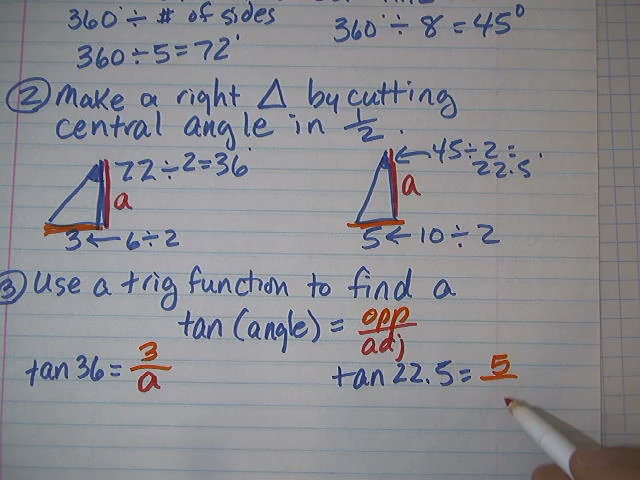 360° ÷ # of sides
360° ÷ 8 = 45°
360 ÷ 5 = 72°
② Make a right △ by cutting
central angle in 1/2.
72 ÷ 2 = 36°
a
3 ← 6 ÷ 2
← 45 ÷ 2 =
22.5°
a
5 ← 10 ÷ 2
③ Use a trig function to find a
tan (angle) = opp/adj
tan 36 = 3/a
tan 22.5 = 5/